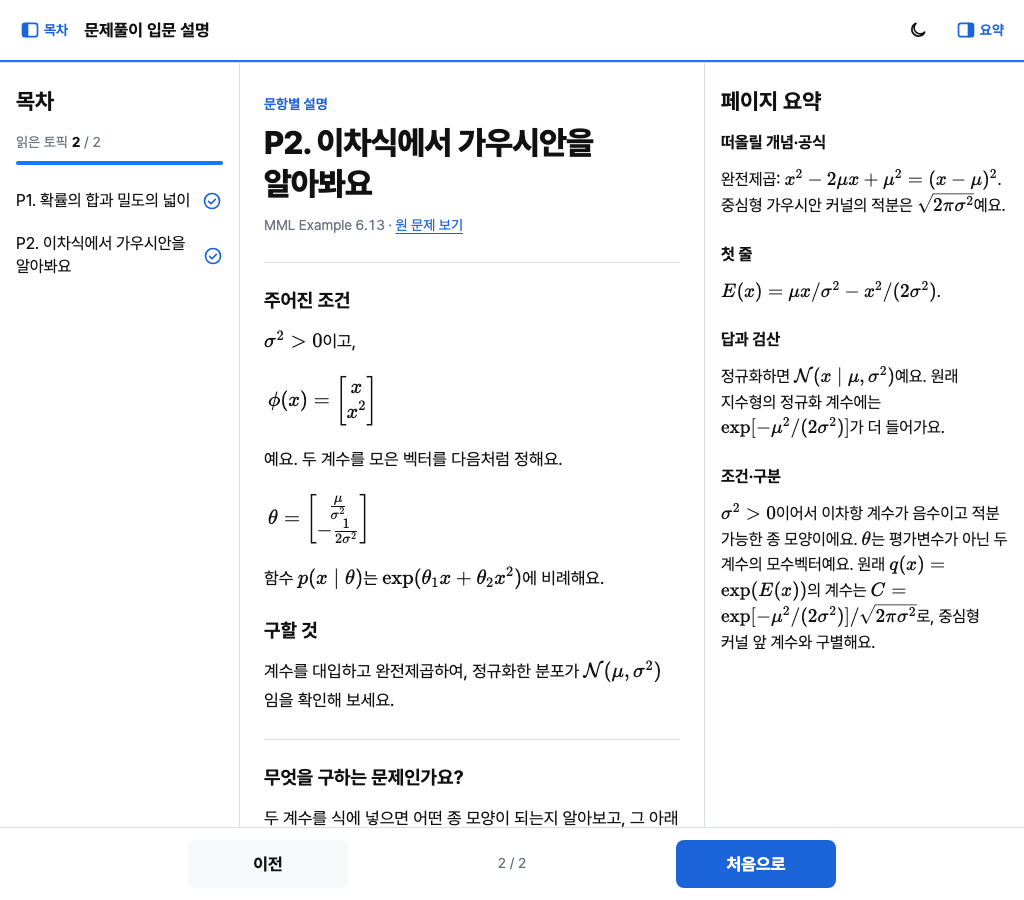 목차 문제풀이 입문 설명 요약
목차
읽은 토픽 2 / 2
P1. 확률의 합과 밀도의 넓이
P2. 이차식에서 가우시안을
알아봐요
문항별 설명
P2. 이차식에서 가우시안을
알아봐요
MML Example 6.13 · 원 문제 보기
주어진 조건
σ² > 0이고,
ϕ(x) = [x
x²]
예요. 두 계수를 모은 벡터를 다음처럼 정해요.
θ = [μ/σ²
−1/2σ²]
함수 p(x | θ)는 exp(θ₁x + θ₂x²)에 비례해요.
구할 것
계수를 대입하고 완전제곱하여, 정규화한 분포가 𝒩(μ, σ²)
임을 확인해 보세요.
무엇을 구하는 문제인가요?
두 계수를 식에 넣으면 어떤 종 모양이 되는지 알아보고, 그 아래
페이지 요약
떠올릴 개념·공식
완전제곱: x² − 2μx + μ² = (x − μ)².
중심형 가우시안 커널의 적분은 √(2πσ²)예요.
첫 줄
E(x) = μx/σ² − x²/(2σ²).
답과 검산
정규화하면 𝒩(x | μ, σ²)예요. 원래
지수형의 정규화 계수에는
exp[−μ²/(2σ²)]가 더 들어가요.
조건·구분
σ² > 0이어서 이차항 계수가 음수이고 적분
가능한 종 모양이에요. θ는 평가변수가 아닌 두
계수의 모수벡터예요. 원래 q(x) =
exp(E(x))의 계수는 C =
exp[−μ²/(2σ²)]/√(2πσ²)로, 중심형
커널 앞 계수와 구별해요.
이전 2 / 2 처음으로